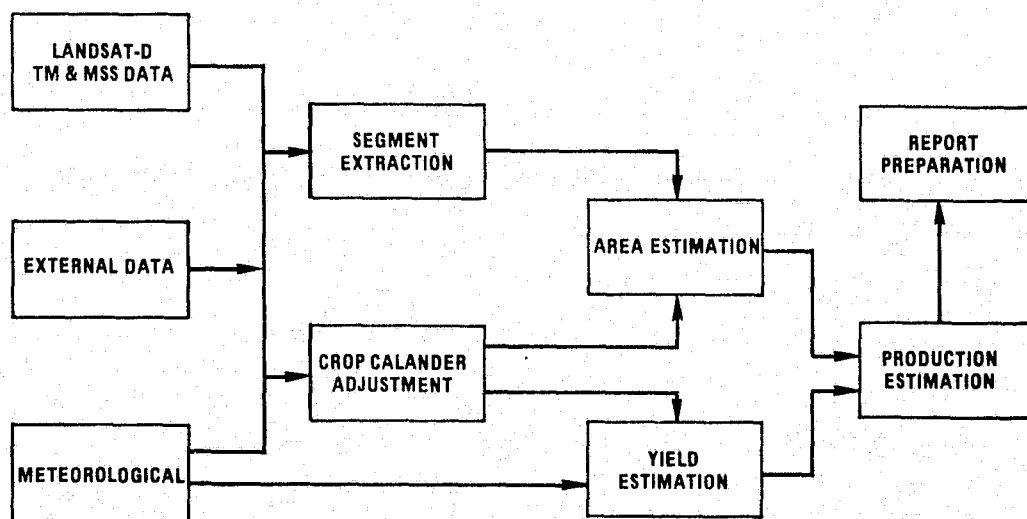 LANDSAT-D
TM & MSS DATA
SEGMENT
EXTRACTION
REPORT
PREPARATION
EXTERNAL DATA
AREA ESTIMATION
CROP CALANDER
ADJUSTMENT
PRODUCTION
ESTIMATION
METEOROLOGICAL
YIELD
ESTIMATION